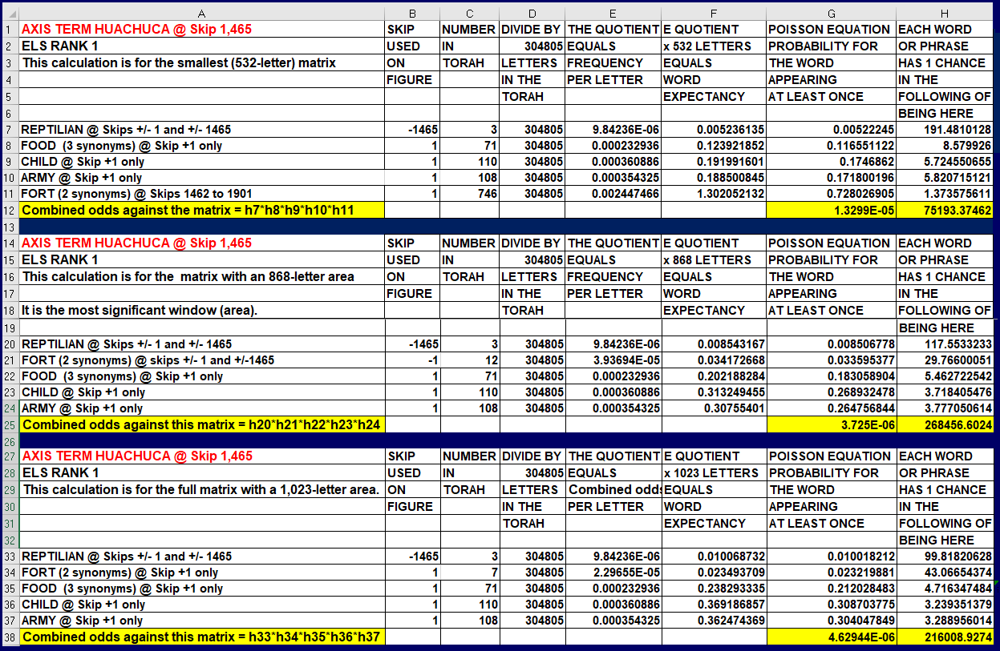 A B C D E F G H
1 AXIS TERM HUACHUCA @ Skip 1,465 SKIP NUMBER DIVIDE BY THE QUOTIENT E QUOTIENT POISSON EQUATION EACH WORD
2 ELS RANK 1 USED IN 304805 EQUALS x 532 LETTERS PROBABILITY FOR OR PHRASE
3 This calculation is for the smallest (532-letter) matrix ON TORAH LETTERS FREQUENCY EQUALS THE WORD HAS 1 CHANCE
4 FIGURE IN THE PER LETTER WORD APPEARING IN THE
5 TORAH EXPECTANCY AT LEAST ONCE FOLLOWING OF
6 BEING HERE
7 REPTILIAN @ Skips +/- 1 and +/- 1465 -1465 3 304805 9.84236E-06 0.005236135 0.00522245 191.4810128
8 FOOD (3 synonyms) @ Skip +1 only 1 71 304805 0.000232936 0.123921852 0.116551122 8.579926
9 CHILD @ Skip +1 only 1 110 304805 0.000360886 0.191991601 0.1746862 5.724550655
10 ARMY @ Skip +1 only 1 108 304805 0.000354325 0.188500845 0.171800196 5.820715121
11 FORT (2 synonyms) @ Skips 1462 to 1901 1 746 304805 0.002447466 1.302052132 0.728026905 1.373575611
12 Combined odds against the matrix = h7*h8*h9*h10*h11 1.3299E-05 75193.37462
13
14 AXIS TERM HUACHUCA @ Skip 1,465 SKIP NUMBER DIVIDE BY THE QUOTIENT E QUOTIENT POISSON EQUATION EACH WORD
15 ELS RANK 1 USED IN 304805 EQUALS x 868 LETTERS PROBABILITY FOR OR PHRASE
16 This calculation is for the matrix with an 868-letter area ON TORAH LETTERS FREQUENCY EQUALS THE WORD HAS 1 CHANCE
17 FIGURE IN THE PER LETTER WORD APPEARING IN THE
18 It is the most significant window (area). TORAH EXPECTANCY AT LEAST ONCE FOLLOWING OF
19 BEING HERE
20 REPTILIAN @ Skips +/- 1 and +/- 1465 -1465 3 304805 9.84236E-06 0.008543167 0.008506778 117.5533233
21 FORT (2 synonyms) @ skips +/- 1 and +/-1465 -1 12 304805 3.93694E-05 0.034172668 0.033595377 29.76600051
22 FOOD (3 synonyms) @ Skip +1 only 1 71 304805 0.000232936 0.202188284 0.183058904 5.462722542
23 CHILD @ Skip +1 only 1 110 304805 0.000360886 0.313249455 0.268932478 3.718405476
24 ARMY @ Skip +1 only 1 108 304805 0.000354325 0.30755401 0.264756844 3.777050614
25 Combined odds against this matrix = h20*h21*h22*h23*h24 3.725E-06 268456.6024
26
27 AXIS TERM HUACHUCA @ Skip 1,465 SKIP NUMBER DIVIDE BY THE QUOTIENT E QUOTIENT POISSON EQUATION EACH WORD
28 ELS RANK 1 USED IN 304805 EQUALS x 1023 LETTERS PROBABILITY FOR OR PHRASE
29 This calculation is for the full matrix with a 1,023-letter area. ON TORAH LETTERS Combined odds EQUALS THE WORD HAS 1 CHANCE
30 FIGURE IN THE PER LETTER WORD APPEARING IN THE
31 TORAH EXPECTANCY AT LEAST ONCE FOLLOWING OF
32 BEING HERE
33 REPTILIAN @ Skips +/- 1 and +/- 1465 -1465 3 304805 9.84236E-06 0.010068732 0.010018212 99.81820628
34 FORT (2 synonyms) @ Skip +1 only 1 7 304805 2.29655E-05 0.023493709 0.023219881 43.06654374
35 FOOD (3 synonyms) @ Skip +1 only 1 71 304805 0.000232936 0.238293335 0.212028483 4.716347484
36 CHILD @ Skip +1 only 1 110 304805 0.000360886 0.369186857 0.308703775 3.239351379
37 ARMY @ Skip +1 only 1 108 304805 0.000354325 0.362474369 0.304047849 3.288956014
38 Combined odds against this matrix = h33*h34*h35*h36*h37 4.62944E-06 216008.9274